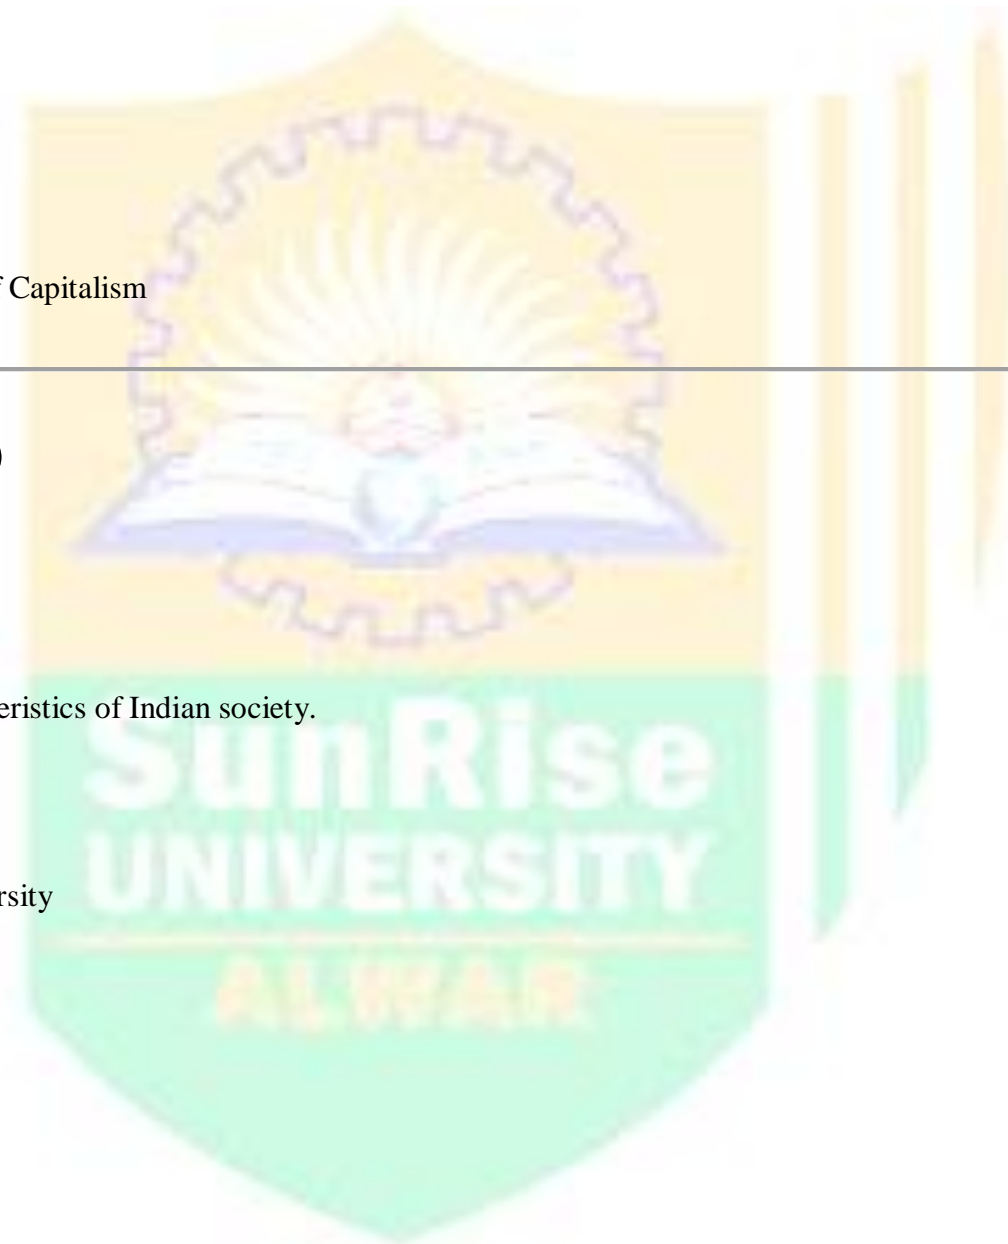 f Capitalism
)
eristics of Indian society.
SunRise
UNIVERSITY
rsity
ALWAR